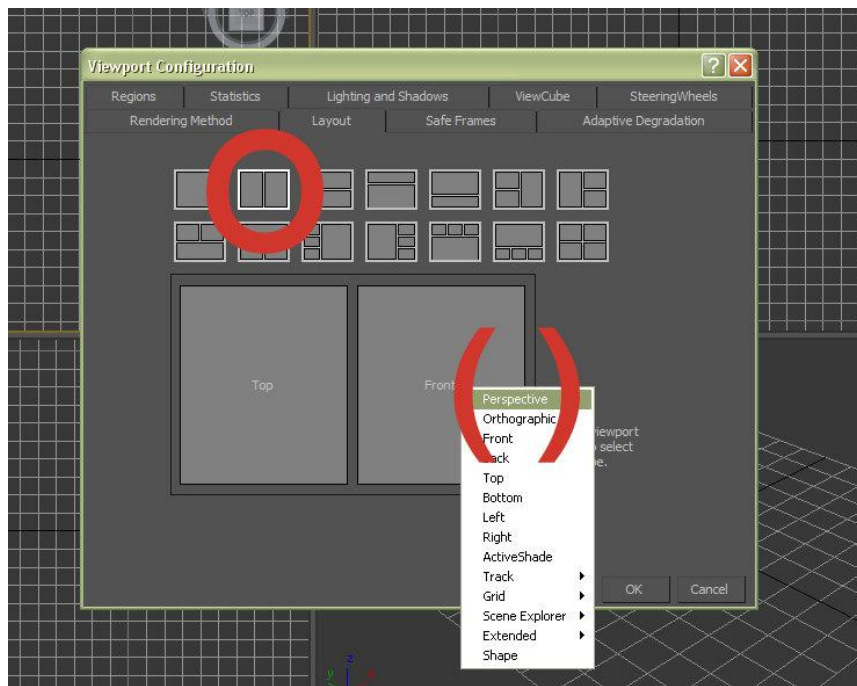 TOP
Viewport Configuration
Regions Statistics Lighting and Shadows ViewCube SteeringWheels
Rendering Method Layout Safe Frames Adaptive Degradation
Top
Front
Perspective
Orthographic
Front
viewport
select
Top
Bottom
Left
Right
ActiveShade
Track
Grid
Scene Explorer
Extended
Shape
OK Cancel
z
y
x